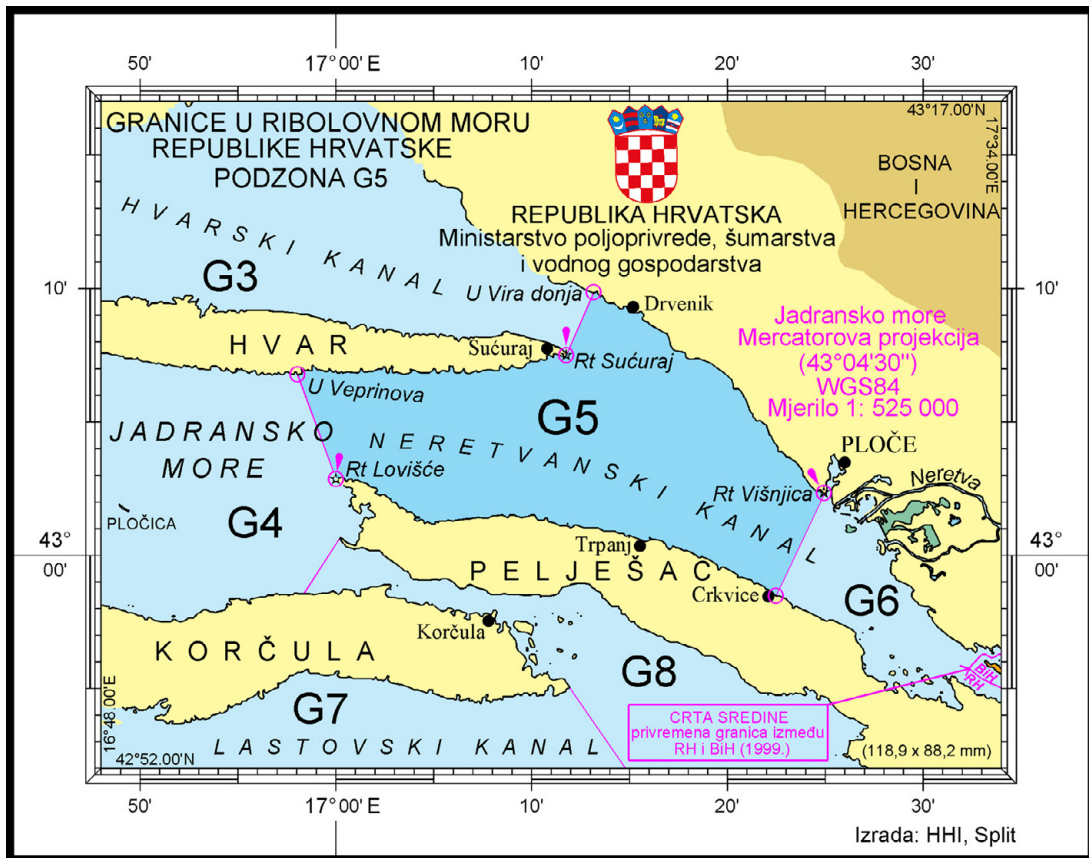 50'
17° 00' E
10'
20'
30'
GRANICE U RIBOLOVNOM MORU
REPUBLIKE HRVATSKE
PODZONA G5
43°17.00'N
17°34.00'E
BOSNA
I
HERCEGOVINA
REPUBLIKA HRVATSKA
Ministarstvo poljoprivrede, šumarstva
i vodnog gospodarstva
HVARSKI KANAL
G3
10'
10'
U Vira donja
Drvenik
Jadransko more
Mercatorova projekcija
(43°04'30")
WGS84
Mjerilo 1: 525 000
HVAR
Sućuraj
Rt Sućuraj
U Veprinova
G5
JADRANSKO
MORE
NERETVANSKI KANAL
Rt Lovišće
PLOČE
Neretva
Rt Višnjica
PLOČICA
G4
43°
00'
43°
00'
Trpanj
PELJEŠAC
Crkvice
G6
Korčula
KORČULA
G8
BiH
RH
G7
CRTA SREDINE
privremena granica između
RH i BiH (1999.)
LASTOVSKI KANAL
16°48.00'E
42°52.00'N
(118,9 x 88,2 mm)
50'
17° 00' E
10'
20'
30'
Izrada: HHI, Split